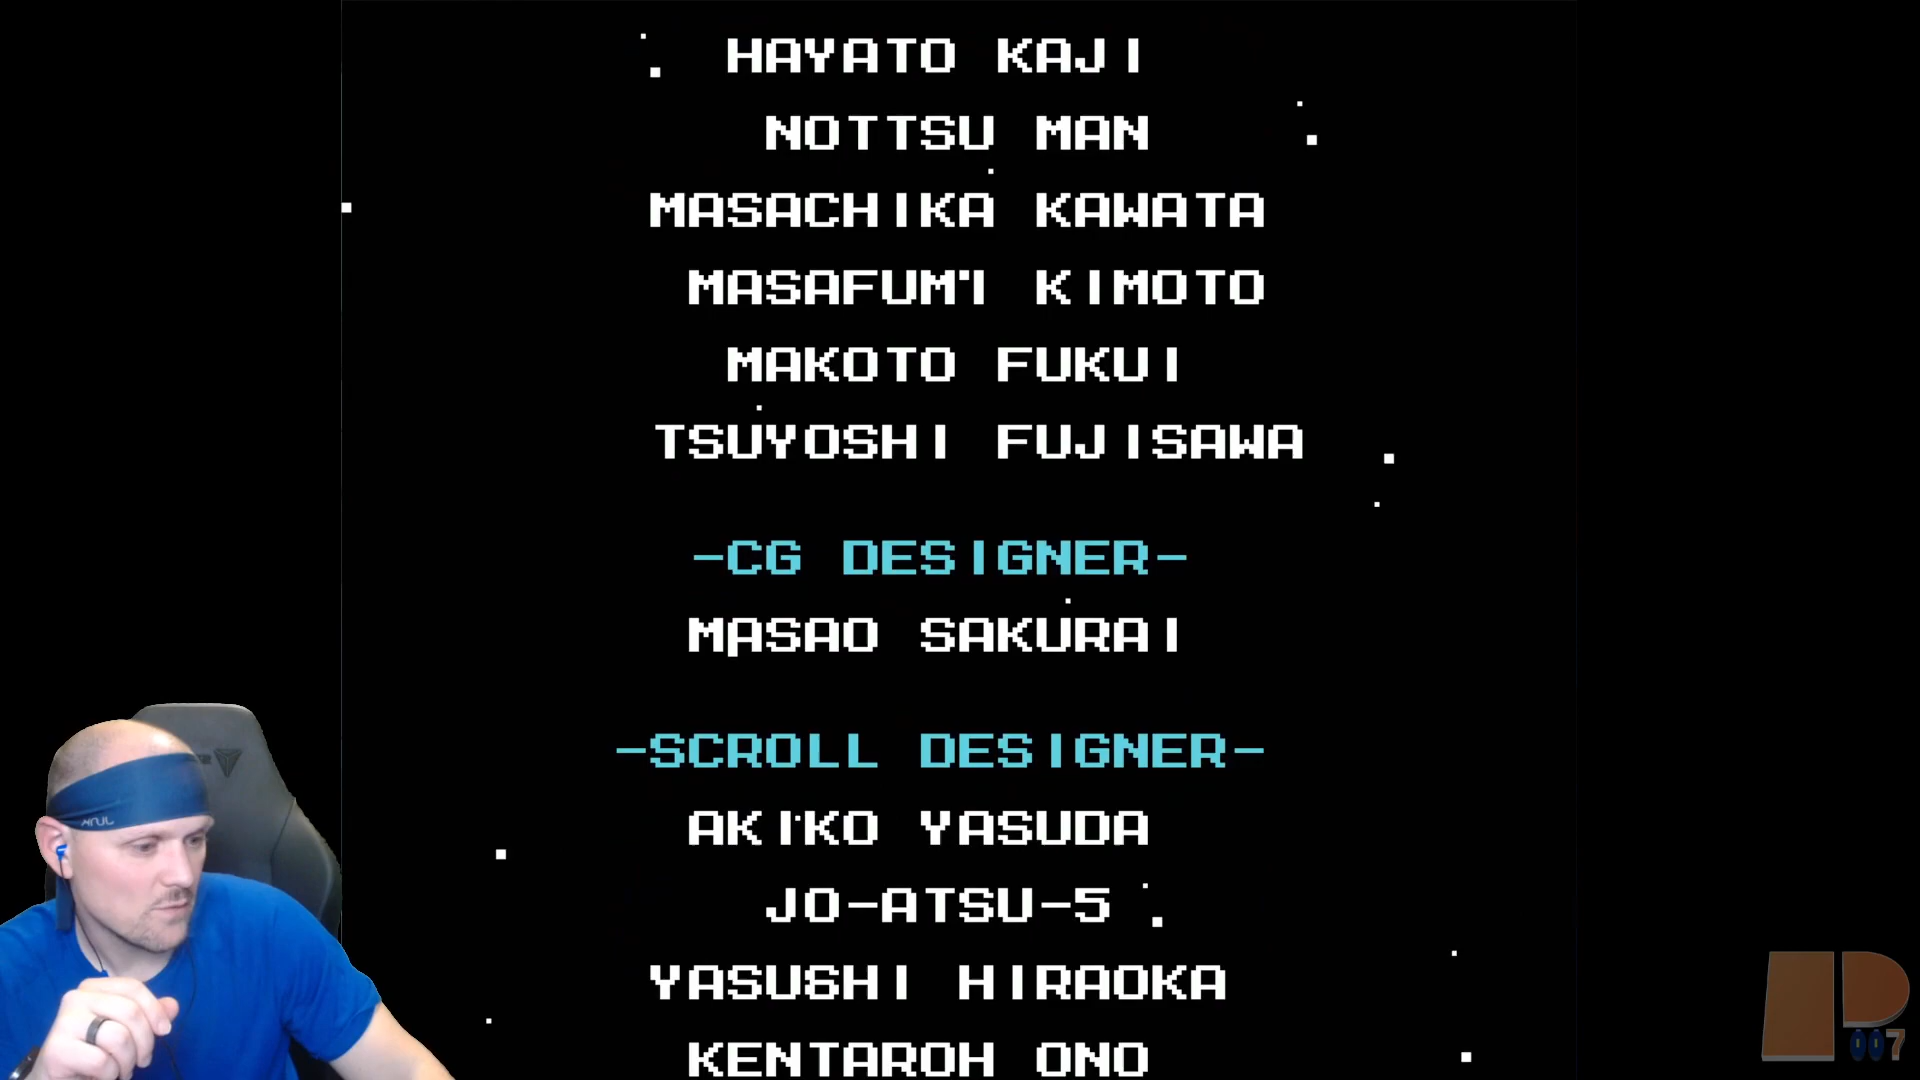 HAYATO KAJI
NOTTSU MAN
MASACHIKA KAWATA
MASAFUMI KIMOTO
MAKOTO FUKUI
TSUYOSHI FUJISAWA
-CG DESIGNER-
MASAO SAKURAI
-SCROLL DESIGNER-
AKIKO YASUDA
JO-ATSU-5
YASUSHI HIRAOKA
KENTAROH ONO
007